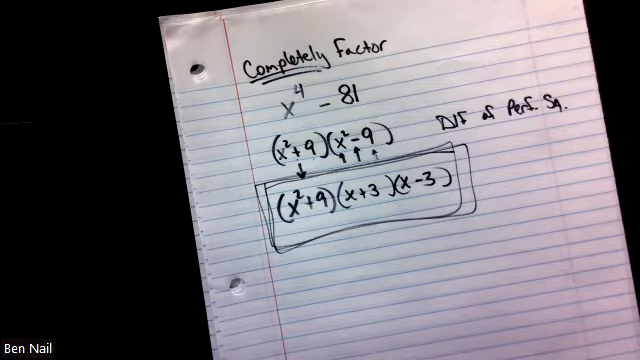 Completely Factor
x⁴ - 81
(x²+9)(x²-9)
Dif of Perf. Sq.
(x²+9)(x+3)(x-3)
Ben Nail